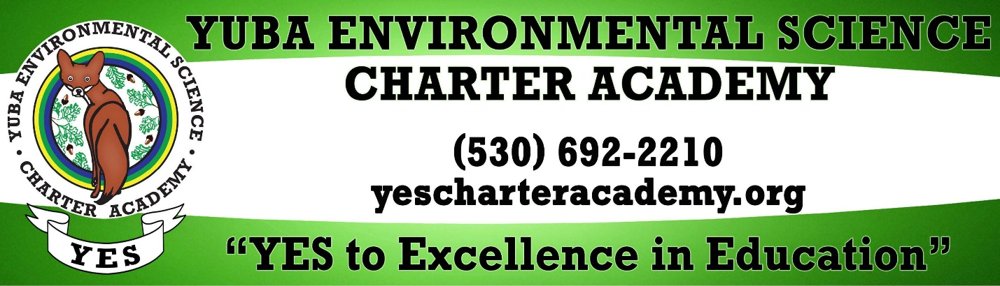 YUBA ENVIRONMENTAL SCIENCE
CHARTER ACADEMY
(530) 692-2210
yescharteracademy.org
“YES to Excellence in Education”
YUBA ENVIRONMENTAL SCIENCE
• CHARTER ACADEMY •
YES